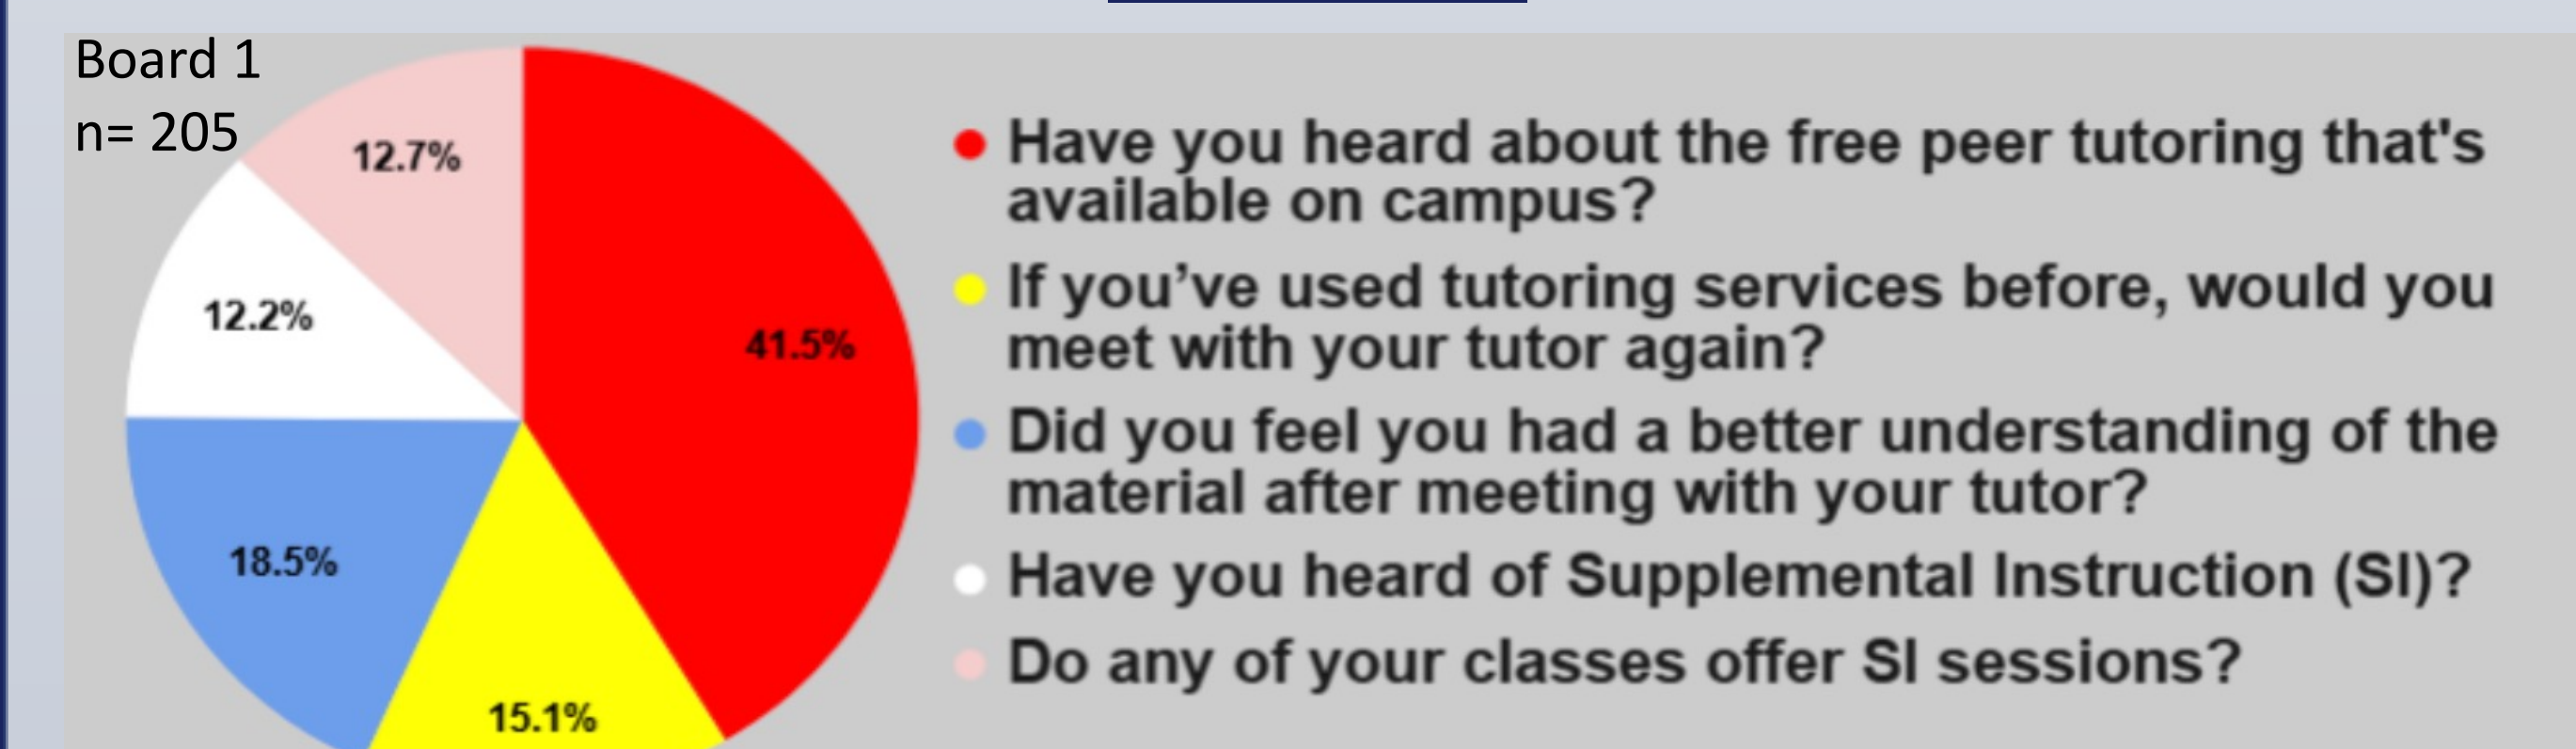 Board 1
n= 205
12.7%
12.2%
41.5%
18.5%
15.1%
Have you heard about the free peer tutoring that's
available on campus?
If you’ve used tutoring services before, would you
meet with your tutor again?
Did you feel you had a better understanding of the
material after meeting with your tutor?
Have you heard of Supplemental Instruction (SI)?
Do any of your classes offer SI sessions?